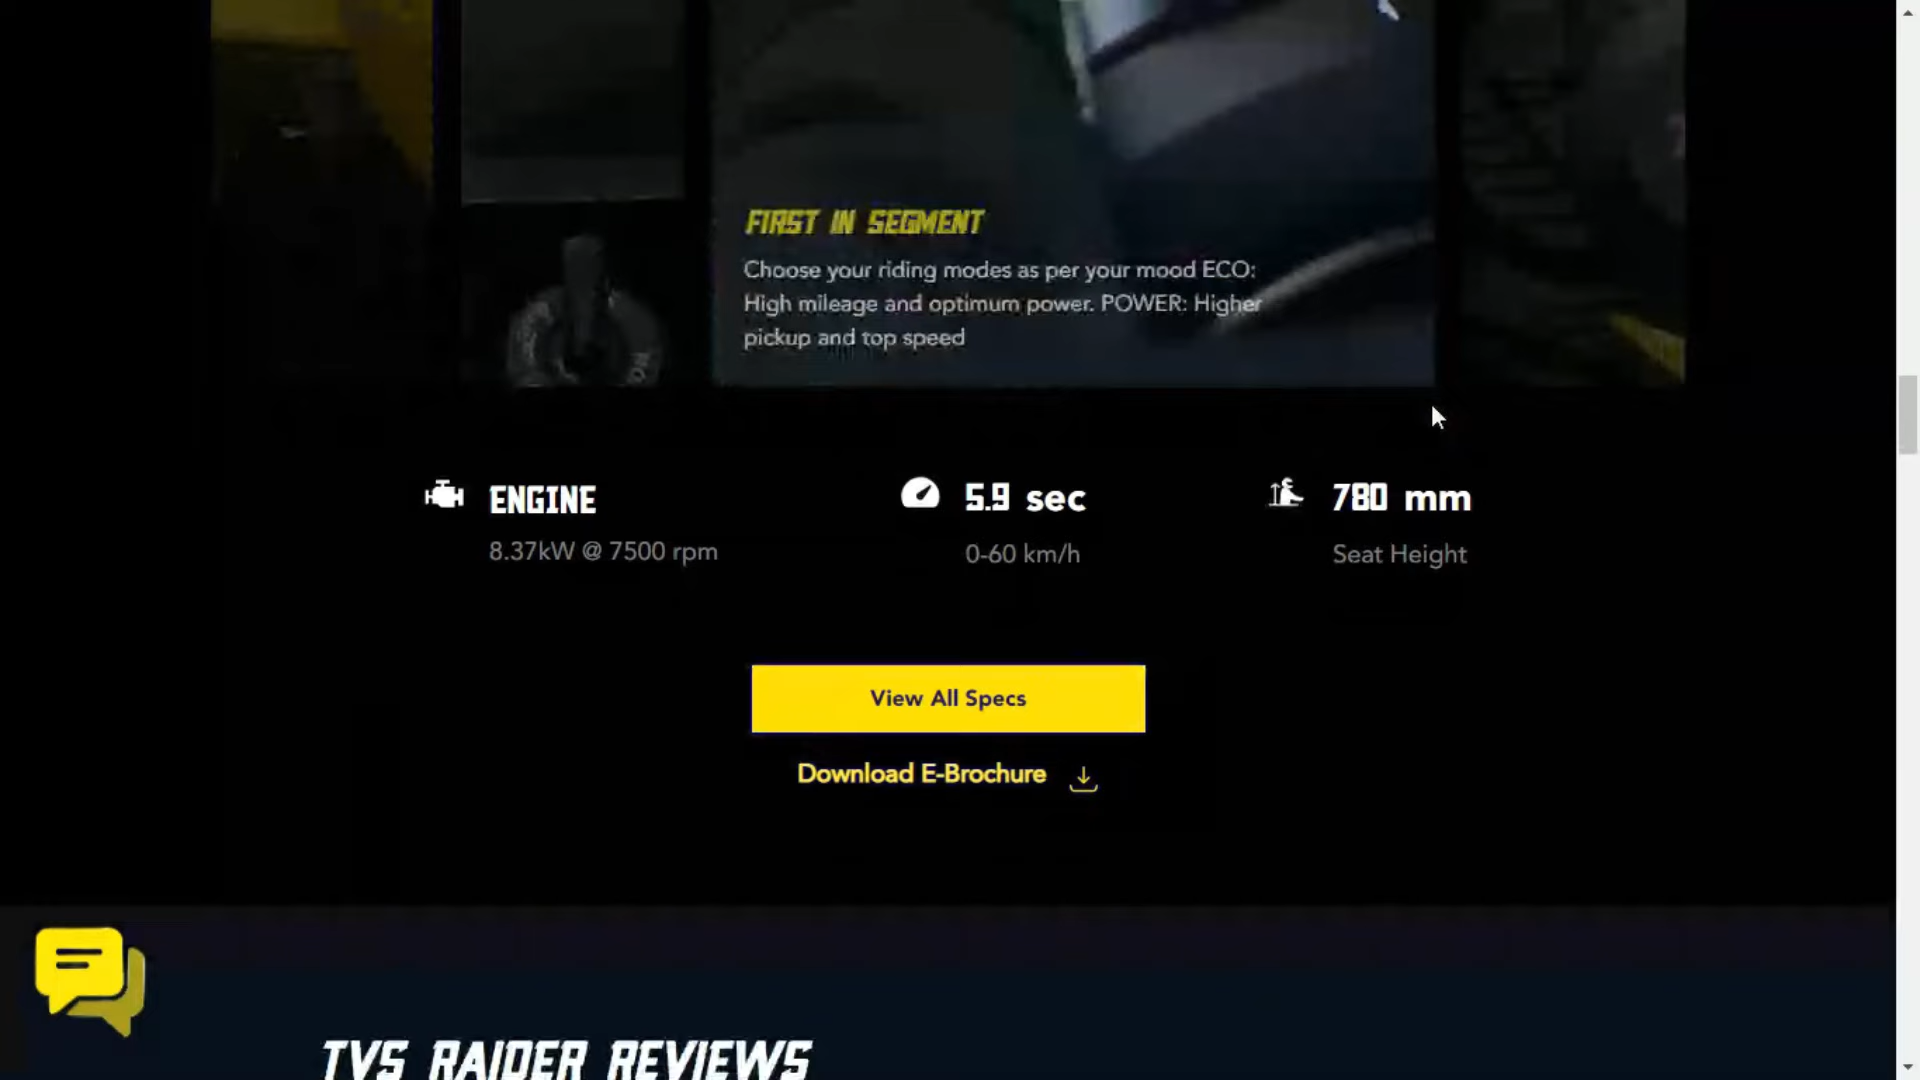 FIRST IN SEGMENT
Choose your riding modes as per your mood ECO:
High mileage and optimum power. POWER: Higher
pickup and top speed
ENGINE
8.37kW @ 7500 rpm
5.9 sec
0-60 km/h
780 mm
Seat Height
View All Specs
Download E-Brochure
TVS RAIDER REVIEWS